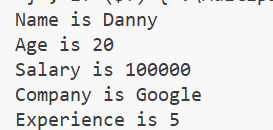 Name is Danny
Age is 20
Salary is 100000
Company is Google
Experience is 5